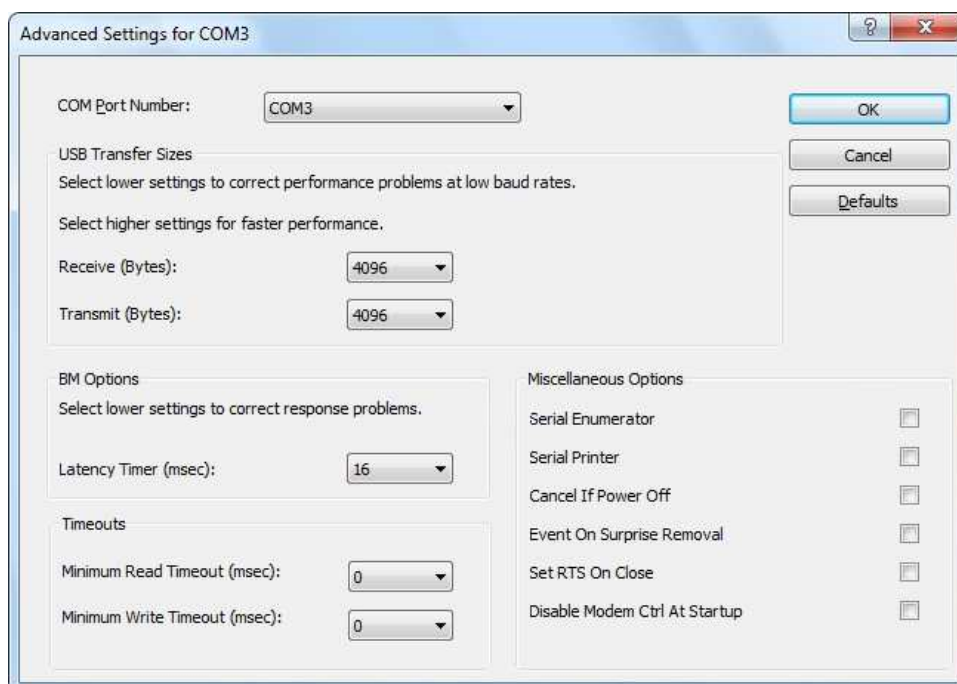 Advanced Settings for COM3
COM Port Number:
COM3
OK
Cancel
Defaults
USB Transfer Sizes
Select lower settings to correct performance problems at low baud rates.
Select higher settings for faster performance.
Receive (Bytes):
4096
Transmit (Bytes):
4096
BM Options
Select lower settings to correct response problems.
Latency Timer (msec):
16
Timeouts
Minimum Read Timeout (msec):
0
Minimum Write Timeout (msec):
0
Miscellaneous Options
Serial Enumerator
Serial Printer
Cancel If Power Off
Event On Surprise Removal
Set RTS On Close
Disable Modem Ctrl At Startup